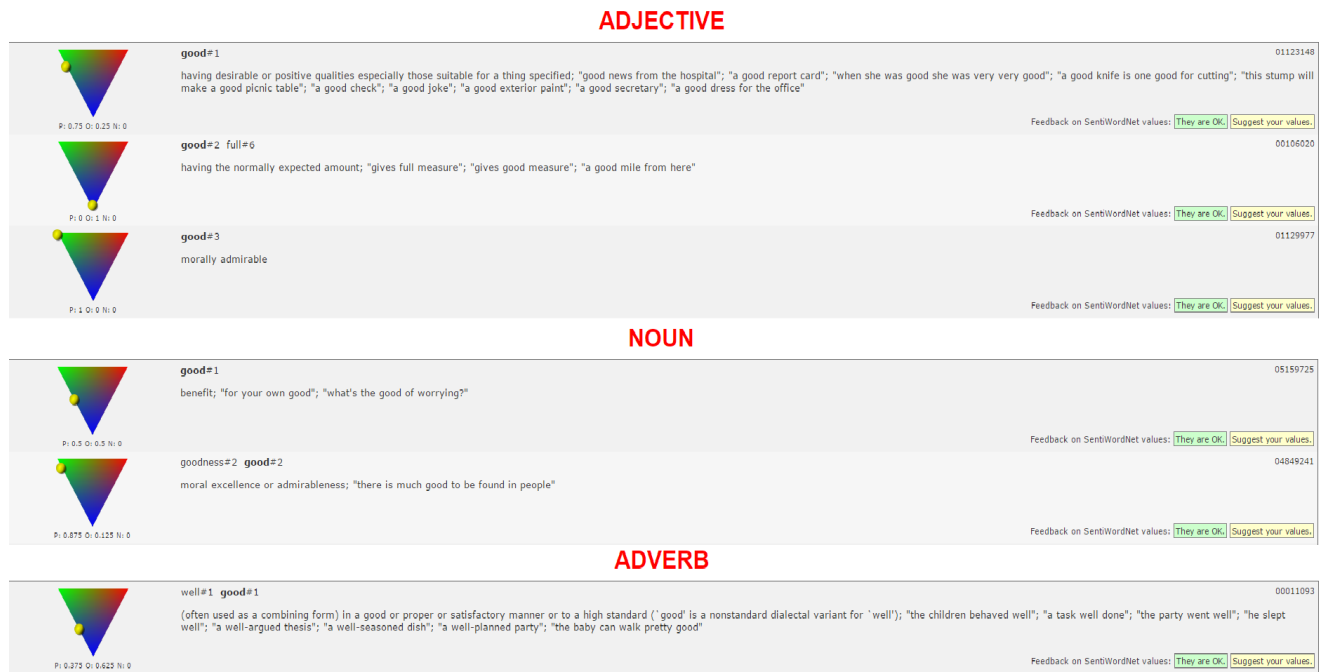 ADJECTIVE
good#1 01123148
having desirable or positive qualities especially those suitable for a thing specified; "good news from the hospital"; "a good report card"; "when she was good she was very very good"; "a good knife is one good for cutting"; "this stump will
make a good picnic table"; "a good check"; "a good joke"; "a good exterior paint"; "a good secretary"; "a good dress for the office"
P: 0.75 O: 0.25 N: 0 Feedback on SentiWordNet values: They are OK. Suggest your values.
good#2 full#6 00106020
having the normally expected amount; "gives full measure"; "gives good measure"; "a good mile from here"
P: 0 O: 1 N: 0 Feedback on SentiWordNet values: They are OK. Suggest your values.
good#3 01129977
morally admirable
P: 1 O: 0 N: 0 Feedback on SentiWordNet values: They are OK. Suggest your values.
NOUN
good#1 05159725
benefit; "for your own good"; "what's the good of worrying?"
P: 0.5 O: 0.5 N: 0 Feedback on SentiWordNet values: They are OK. Suggest your values.
goodness#2 good#2 04849241
moral excellence or admirableness; "there is much good to be found in people"
P: 0.875 O: 0.125 N: 0 Feedback on SentiWordNet values: They are OK. Suggest your values.
ADVERB
well#1 good#1 00011093
(often used as a combining form) in a good or proper or satisfactory manner or to a high standard (`good' is a nonstandard dialectal variant for `well'); "the children behaved well"; "a task well done"; "the party went well"; "he slept
well"; "a well-argued thesis"; "a well-seasoned dish"; "a well-planned party"; "the baby can walk pretty good"
P: 0.375 O: 0.625 N: 0 Feedback on SentiWordNet values: They are OK. Suggest your values.